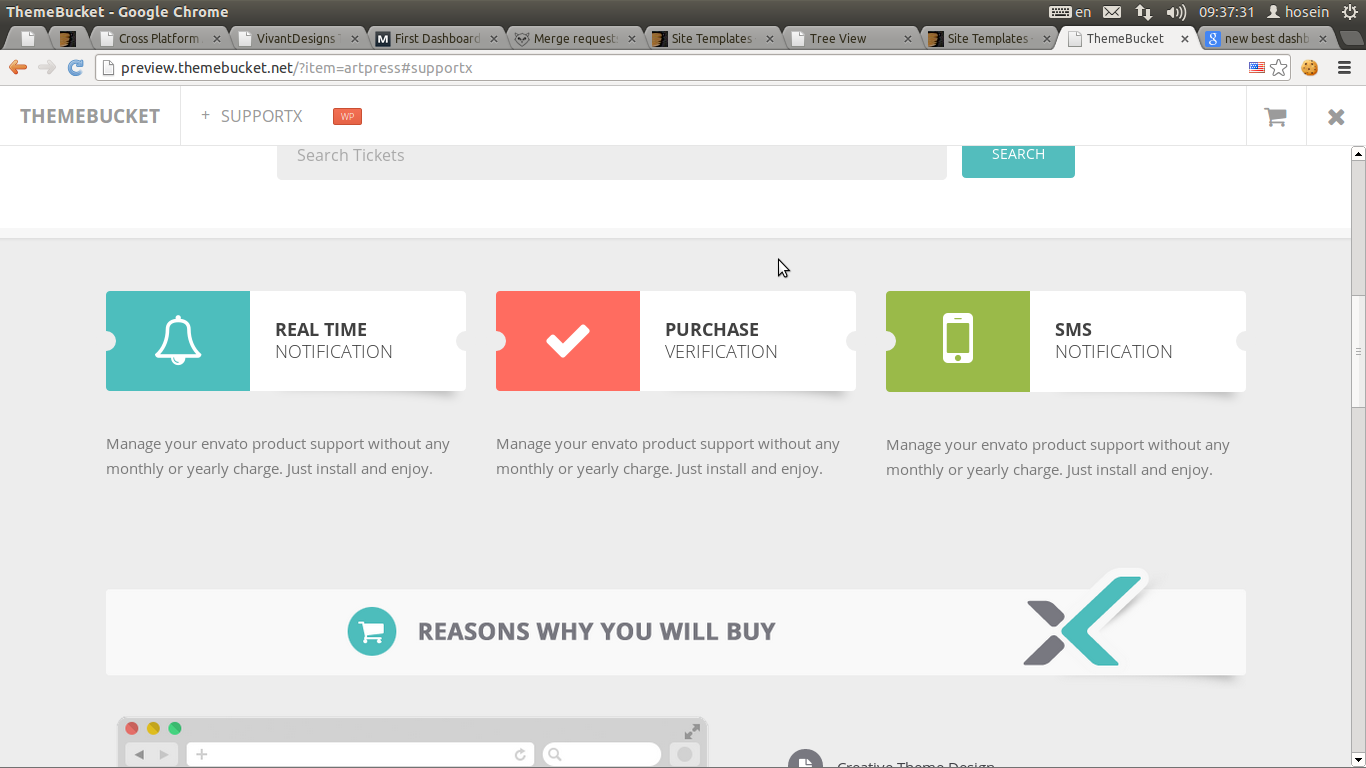 ThemeBucket - Google Chrome
en
09:37:31
hosein
Cross Platform
VivantDesigns T
M First Dashboard
Merge request
Site Templates
Tree View
Site Templates
ThemeBucket
new best dashb
preview.themebucket.net/?item=artpress#supportx
THEMEBUCKET
+ SUPPORTX
WP
Search Tickets
SEARCH
REAL TIME
NOTIFICATION
PURCHASE
VERIFICATION
SMS
NOTIFICATION
Manage your envato product support without any
monthly or yearly charge. Just install and enjoy.
Manage your envato product support without any
monthly or yearly charge. Just install and enjoy.
Manage your envato product support without any
monthly or yearly charge. Just install and enjoy.
REASONS WHY YOU WILL BUY
Creative Theme Design